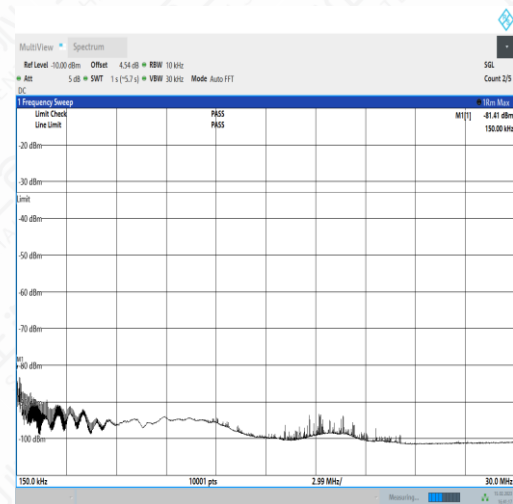 MultiView Spectrum
Ref Level -10.00 dBm Offset 4.54 dB RBW 10 kHz SGL
Att 5 dB SWT 1 s (~5.7 s) VBW 30 kHz Mode Auto FFT Count 2/5
DC
1 Frequency Sweep 1Rm Max
Limit Check PASS M1[1] -81.41 dBm
Line Limit PASS 150.00 kHz
-20 dBm
-30 dBm
Limit
-40 dBm
-50 dBm
-60 dBm
-70 dBm
M1
-80 dBm
-90 dBm
-100 dBm
150.0 kHz 10001 pts 2.99 MHz/ 30.0 MHz
Measuring...